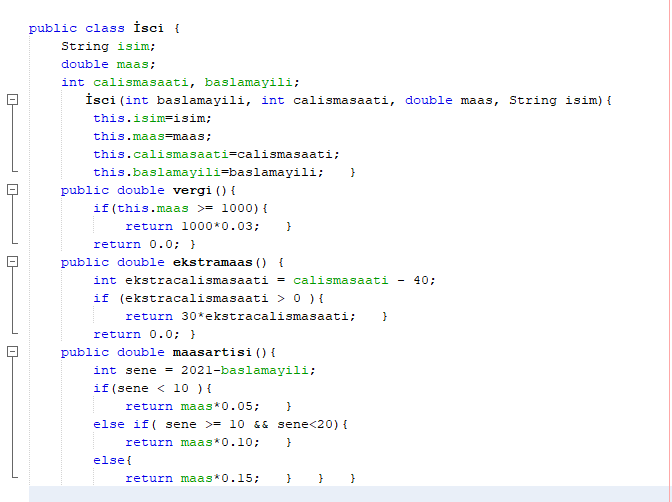 public class İsci {
String isim;
double maas;
int calismasaati, baslamayili;
İsci(int baslamayili, int calismasaati, double maas, String isim){
this.isim=isim;
this.maas=maas;
this.calismasaati=calismasaati;
this.baslamayili=baslamayili;   }
public double vergi(){
if(this.maas >= 1000){
return 1000*0.03;   }
return 0.0; }
public double ekstramaas() {
int ekstracalismasaati = calismasaati - 40;
if (ekstracalismasaati > 0 ){
return 30*ekstracalismasaati;   }
return 0.0; }
public double maasartisi(){
int sene = 2021-baslamayili;
if(sene < 10 ){
return maas*0.05;   }
else if( sene >= 10 && sene<20){
return maas*0.10;   }
else{
return maas*0.15;   }   }   }